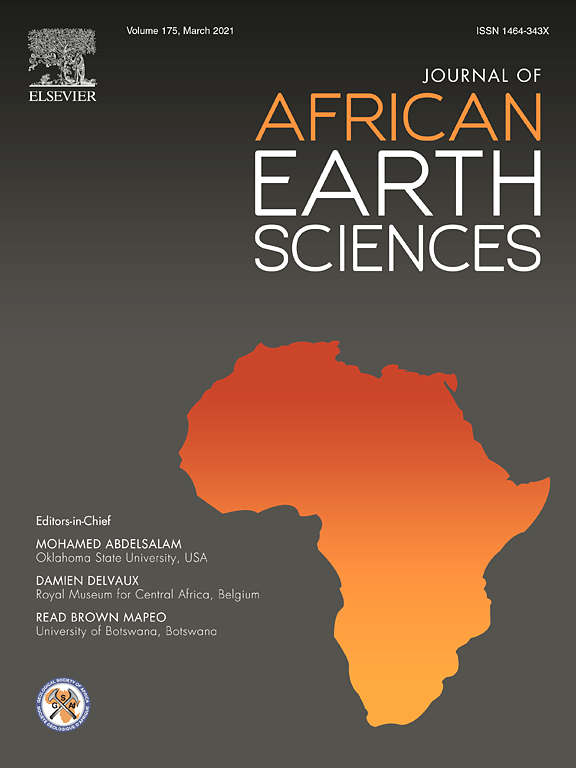 Volume 175, March 2021
ISSN 1464-343X
ELSEVIER
JOURNAL OF
AFRICAN
EARTH
SCIENCES
Editors-in-Chief
MOHAMED ABDELSALAM
Oklahoma State University, USA
DAMIEN DELVAUX
Royal Museum for Central Africa, Belgium
READ BROWN MAPEO
University of Botswana, Botswana
GEOLOGICAL SOCIETY OF AFRICA
SOCIÉTÉ GÉOLOGIQUE D'AFRIQUE